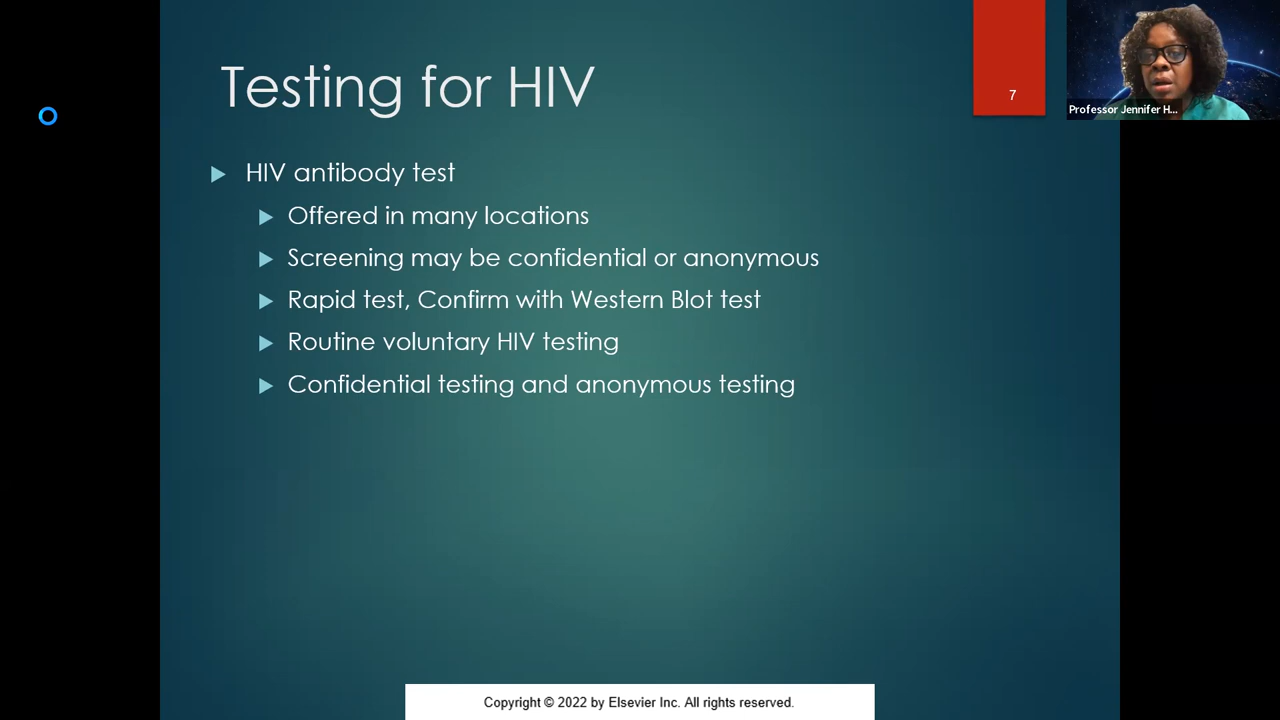 Testing for HIV
7
Professor Jennifer H...
HIV antibody test
Offered in many locations
Screening may be confidential or anonymous
Rapid test, Confirm with Western Blot test
Routine voluntary HIV testing
Confidential testing and anonymous testing
Copyright © 2022 by Elsevier Inc. All rights reserved.